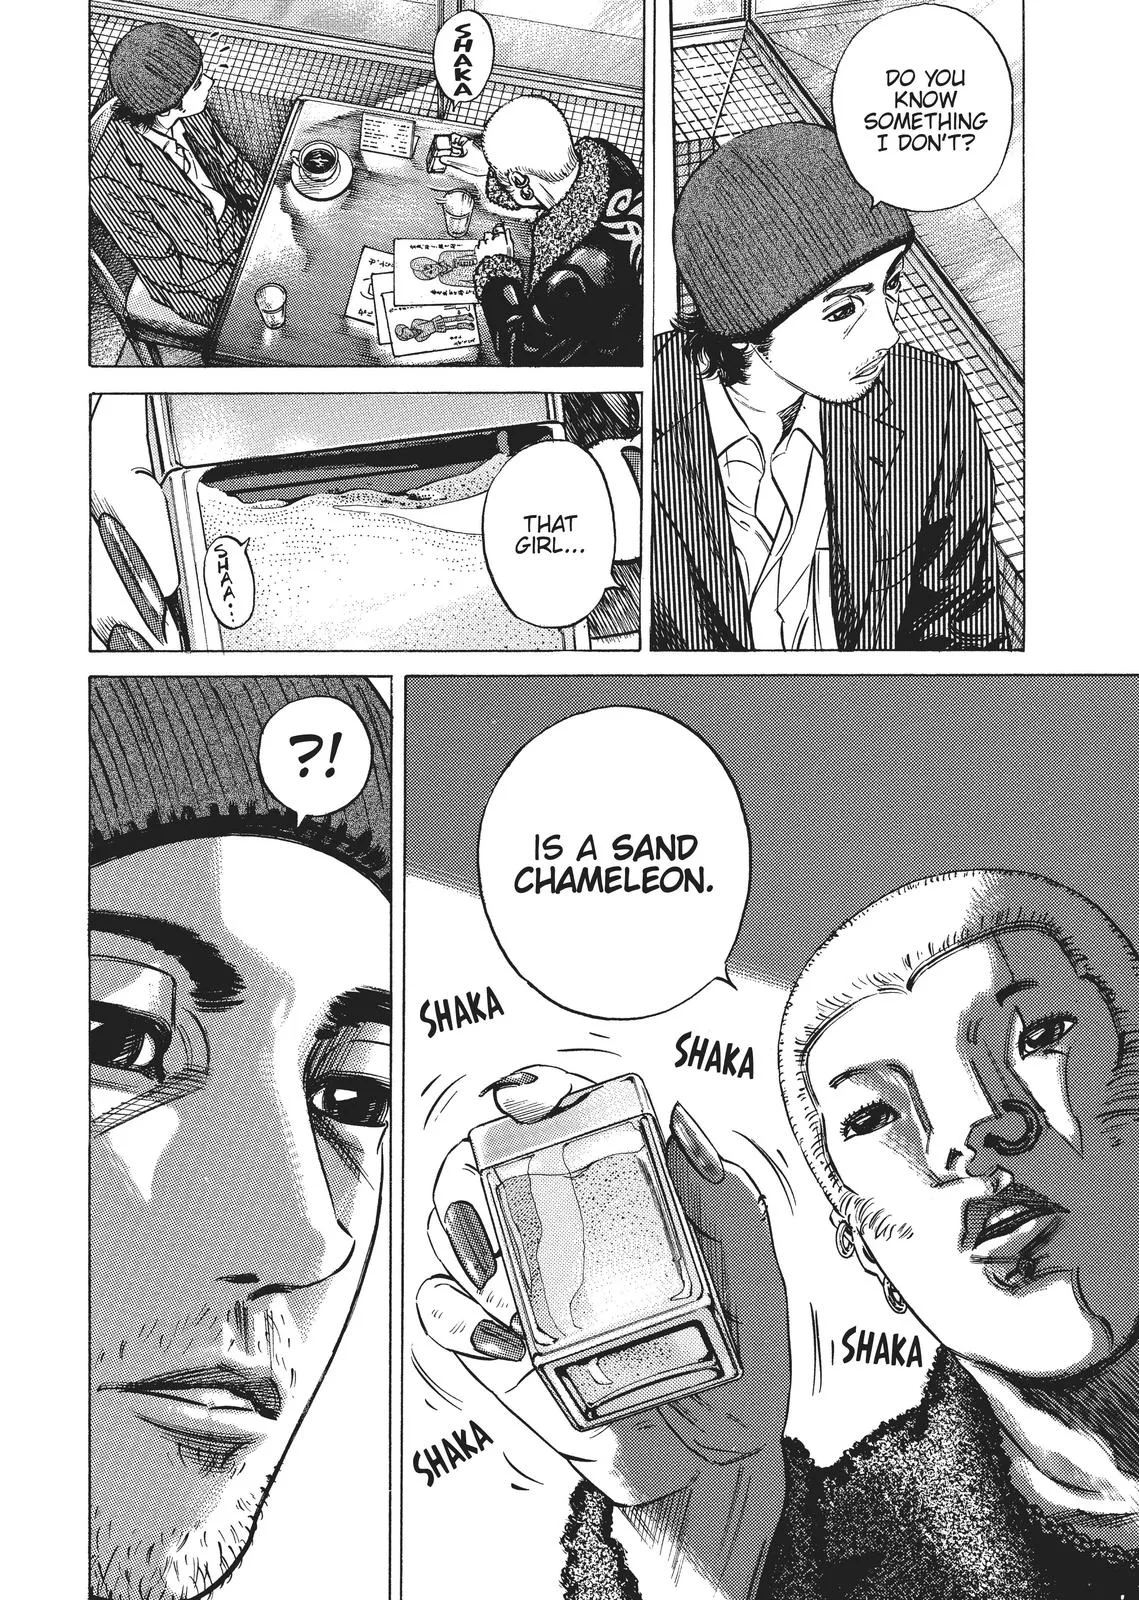 DO YOU
KNOW
SOMETHING
I DON'T?
SHAKA
THAT
GIRL...
SHAA...
IS A SAND
CHAMELEON.
SHAKA
SHAKA
SHAKA
SHAKA
?!